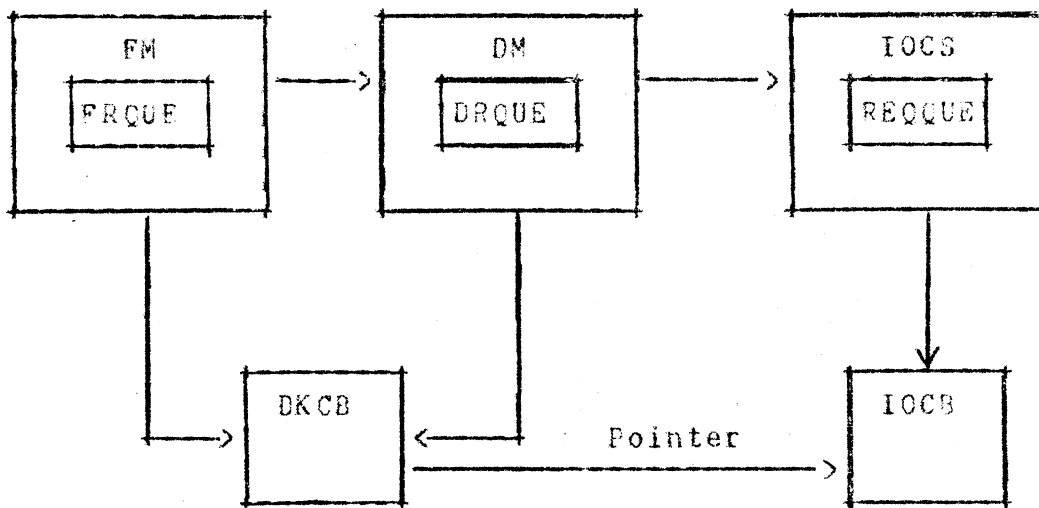 FM
DM
IOCS
FRQUE
DRQUE
REQQUE
DKCB
IOCB
Pointer